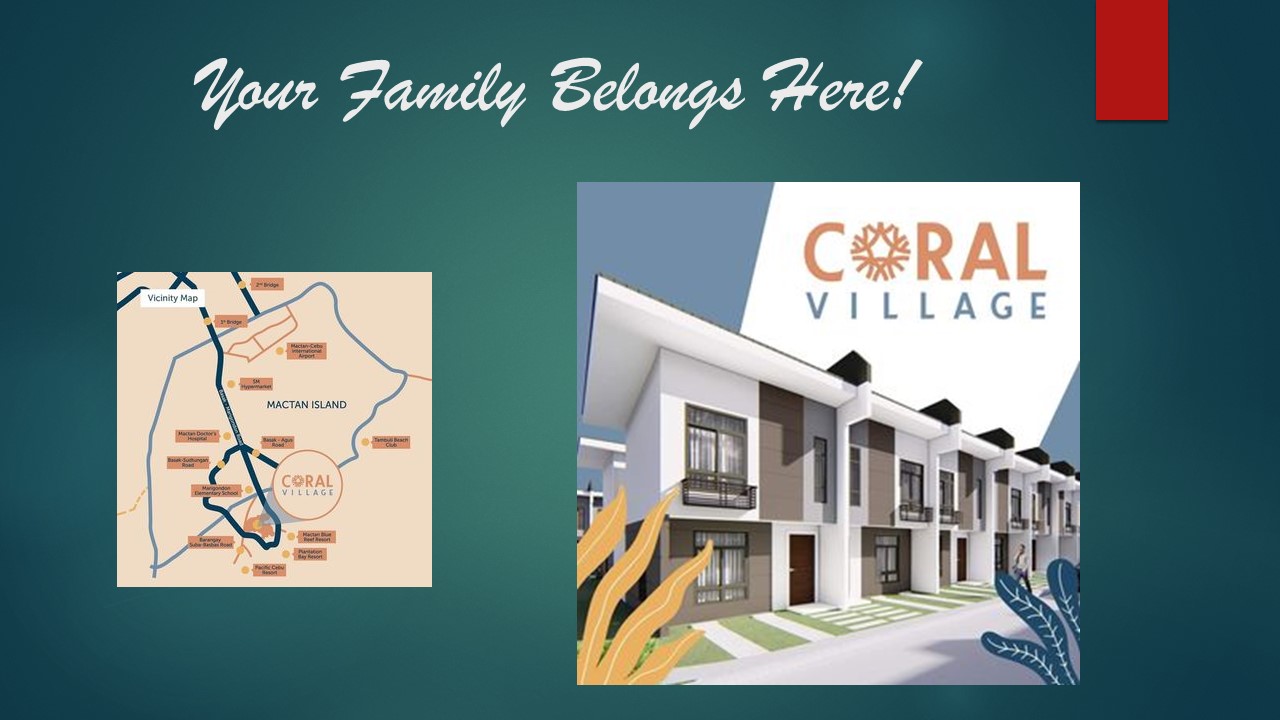 Your Family Belongs Here!
Vicinity Map
2nd Bridge
1st Bridge
Mactan-Cebu
International
Airport
SM
Hypermarket
MACTAN ISLAND
Mactan Doctor's
Hospital
Basak - Agus
Road
Tambuli Beach
Club
Basak-Sudtungan
Road
Marigondon
Elementary School
CORAL
VILLAGE
Barangay
Suba-Basbas Road
Mactan Blue
Reef Resort
Plantation
Bay Resort
Pacific Cebu
Resort
CORAL
VILLAGE